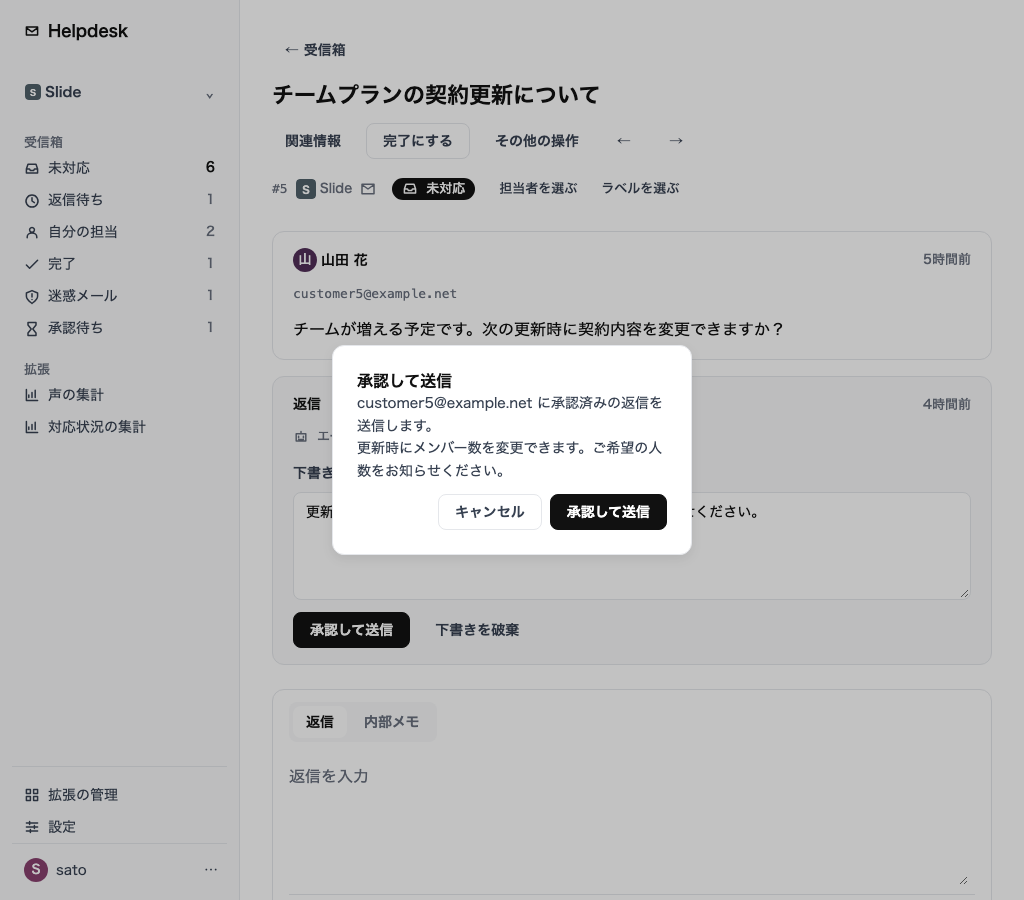 Helpdesk
S Slide
受信箱
未対応 6
返信待ち 1
自分の担当 2
完了 1
迷惑メール 1
承認待ち 1
拡張
声の集計
対応状況の集計
拡張の管理
設定
S sato ...
← 受信箱
チームプランの契約更新について
関連情報 完了にする その他の操作 ← →
#5 S Slide 未対応 担当者を選ぶ ラベルを選ぶ
山 山田 花 5時間前
customer5@example.net
チームが増える予定です。次の更新時に契約内容を変更できますか？
返信 4時間前
エ
下書き
更新 ください。
承認して送信 下書きを破棄
承認して送信
customer5@example.net に承認済みの返信を
送信します。
更新時にメンバー数を変更できます。ご希望の人
数をお知らせください。
キャンセル 承認して送信
返信 内部メモ
返信を入力